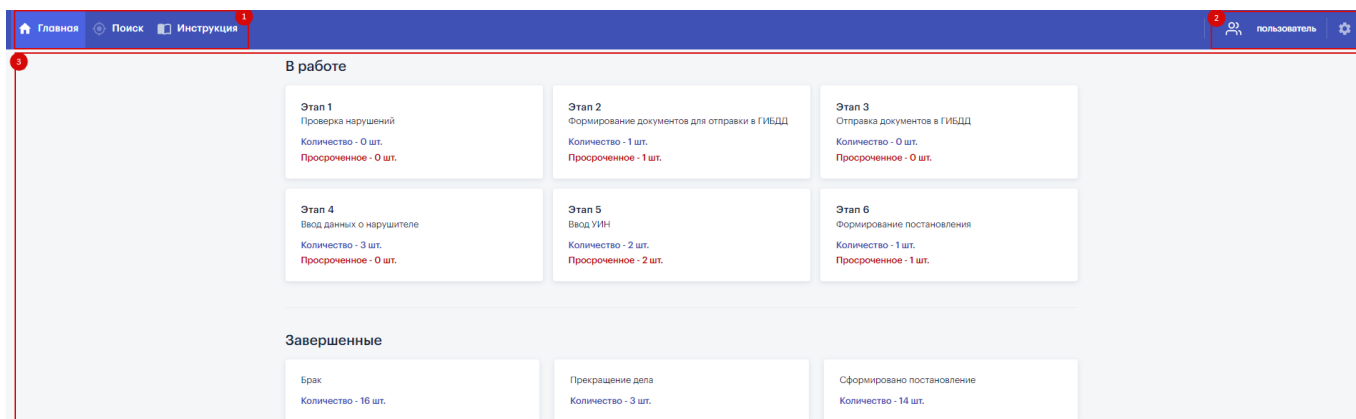 1
2
Главная Поиск Инструкция пользователь
3
В работе
Этап 1 Этап 2 Этап 3
Проверка нарушений Формирование документов для отправки в ГИБДД Отправка документов в ГИБДД
Количество - 0 шт. Количество - 1 шт. Количество - 0 шт.
Просроченное - 0 шт. Просроченное - 1 шт. Просроченное - 0 шт.
Этап 4 Этап 5 Этап 6
Ввод данных о нарушителе Ввод УИН Формирование постановления
Количество - 3 шт. Количество - 2 шт. Количество - 1 шт.
Просроченное - 0 шт. Просроченное - 2 шт. Просроченное - 1 шт.
Завершенные
Брак Прекращение дела Сформировано постановление
Количество - 16 шт. Количество - 3 шт. Количество - 14 шт.